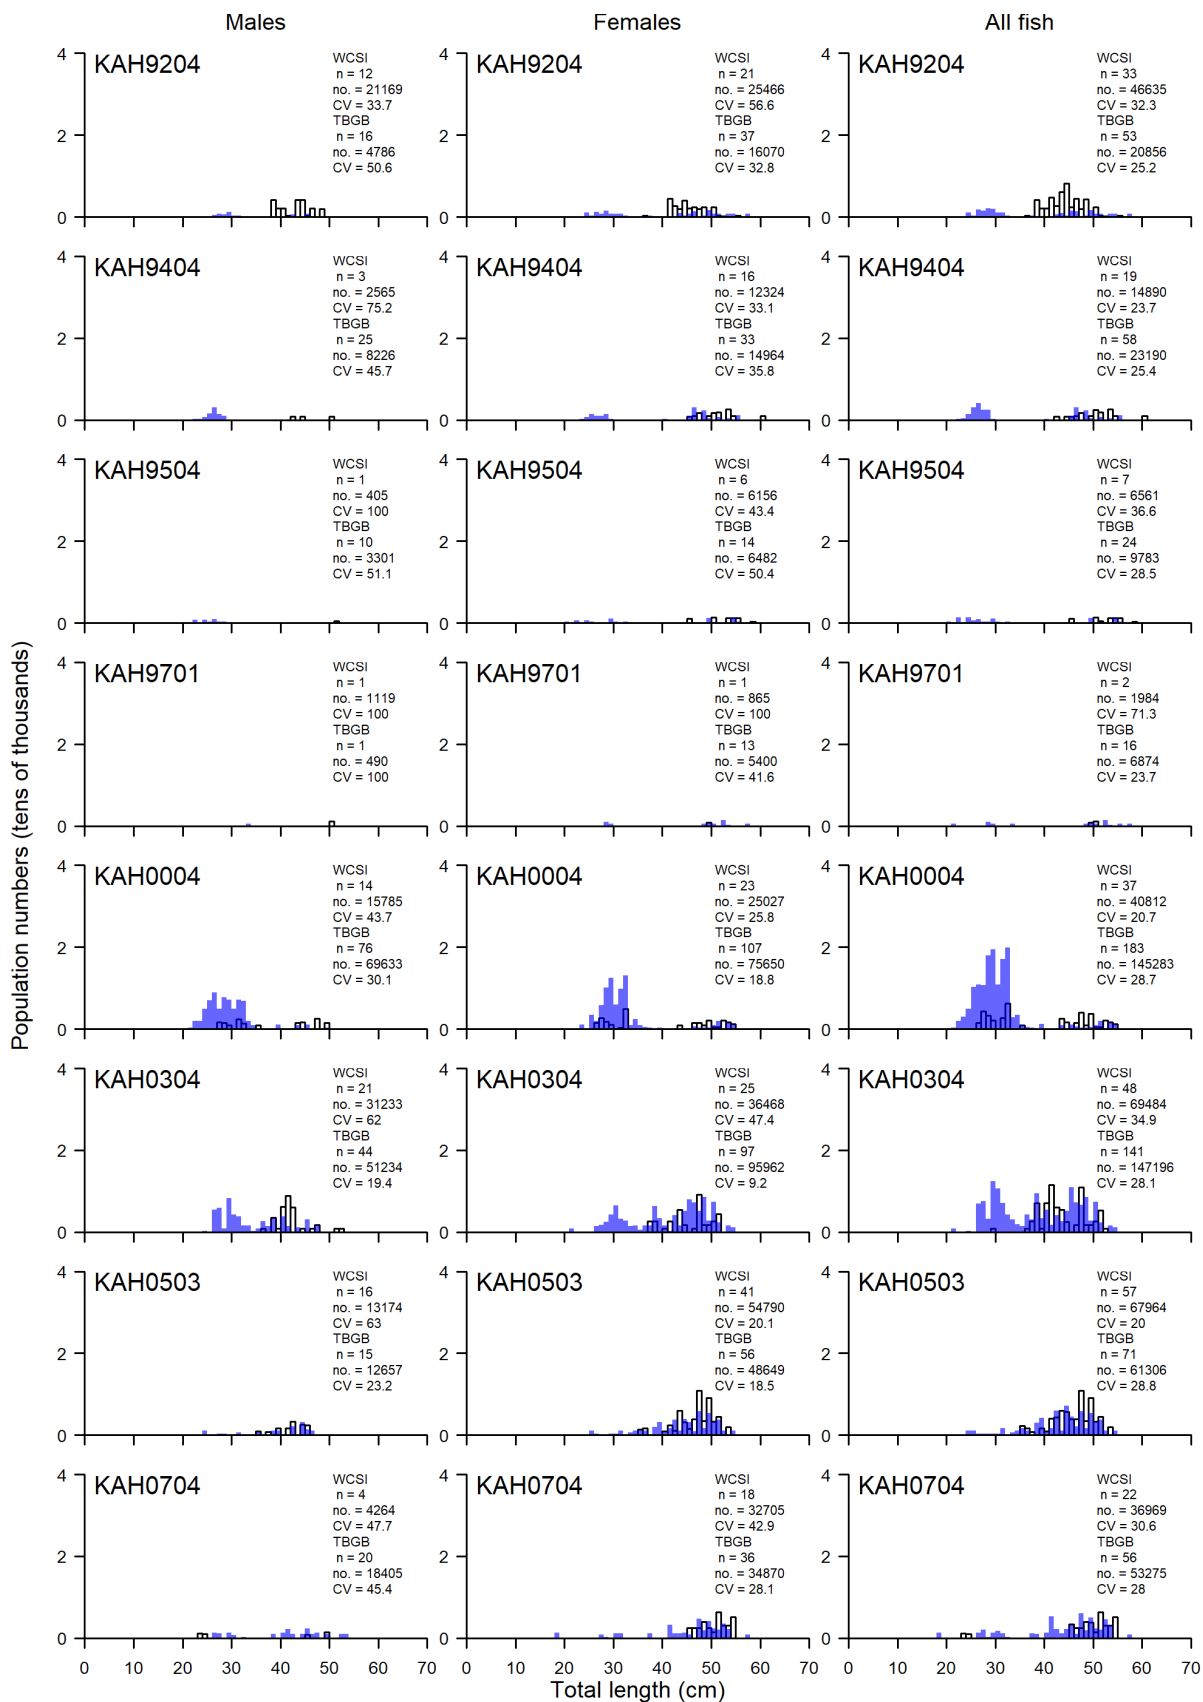 Males Females All fish
4 KAH9204 WCSI 4 KAH9204 WCSI 4 KAH9204 WCSI
n = 12 n = 21 n = 33
no. = 21169 no. = 25466 no. = 46635
CV = 33.7 CV = 56.6 CV = 32.3
TBGB TBGB TBGB
2 n = 16 2 n = 37 2 n = 53
no. = 4786 no. = 16070 no. = 20856
CV = 50.6 CV = 32.8 CV = 25.2
0 0 0
4 KAH9404 WCSI 4 KAH9404 WCSI 4 KAH9404 WCSI
n = 3 n = 16 n = 19
no. = 2565 no. = 12324 no. = 14890
CV = 75.2 CV = 33.1 CV = 23.7
TBGB TBGB TBGB
2 n = 25 2 n = 33 2 n = 58
no. = 8226 no. = 14964 no. = 23190
CV = 45.7 CV = 35.8 CV = 25.4
0 0 0
4 KAH9504 WCSI 4 KAH9504 WCSI 4 KAH9504 WCSI
n = 1 n = 6 n = 7
no. = 405 no. = 6156 no. = 6561
CV = 100 CV = 43.4 CV = 36.6
TBGB TBGB TBGB
2 n = 10 2 n = 14 2 n = 24
no. = 3301 no. = 6482 no. = 9783
CV = 51.1 CV = 50.4 CV = 28.5
0 0 0
4 KAH9701 WCSI 4 KAH9701 WCSI 4 KAH9701 WCSI
n = 1 n = 1 n = 2
no. = 1119 no. = 865 no. = 1984
CV = 100 CV = 100 CV = 71.3
TBGB TBGB TBGB
2 n = 1 2 n = 13 2 n = 16
no. = 490 no. = 5400 no. = 6874
CV = 100 CV = 41.6 CV = 23.7
0 0 0
Population numbers (tens of thousands)
4 KAH0004 WCSI 4 KAH0004 WCSI 4 KAH0004 WCSI
n = 14 n = 23 n = 37
no. = 15785 no. = 25027 no. = 40812
CV = 43.7 CV = 25.8 CV = 20.7
TBGB TBGB TBGB
2 n = 76 2 n = 107 2 n = 183
no. = 69633 no. = 75650 no. = 145283
CV = 30.1 CV = 18.8 CV = 28.7
0 0 0
4 KAH0304 WCSI 4 KAH0304 WCSI 4 KAH0304 WCSI
n = 21 n = 25 n = 48
no. = 31233 no. = 36468 no. = 69484
CV = 62 CV = 47.4 CV = 34.9
TBGB TBGB TBGB
2 n = 44 2 n = 97 2 n = 141
no. = 51234 no. = 95962 no. = 147196
CV = 19.4 CV = 9.2 CV = 28.1
0 0 0
4 KAH0503 WCSI 4 KAH0503 WCSI 4 KAH0503 WCSI
n = 16 n = 41 n = 57
no. = 13174 no. = 54790 no. = 67964
CV = 63 CV = 20.1 CV = 20
TBGB TBGB TBGB
2 n = 15 2 n = 56 2 n = 71
no. = 12657 no. = 48649 no. = 61306
CV = 23.2 CV = 18.5 CV = 28.8
0 0 0
4 KAH0704 WCSI 4 KAH0704 WCSI 4 KAH0704 WCSI
n = 4 n = 18 n = 22
no. = 4264 no. = 32705 no. = 36969
CV = 47.7 CV = 42.9 CV = 30.6
TBGB TBGB TBGB
2 n = 20 2 n = 36 2 n = 56
no. = 18405 no. = 34870 no. = 53275
CV = 45.4 CV = 28.1 CV = 28
0 0 0
0 10 20 30 40 50 60 70 0 10 20 30 40 50 60 70 0 10 20 30 40 50 60 70
Total length (cm)